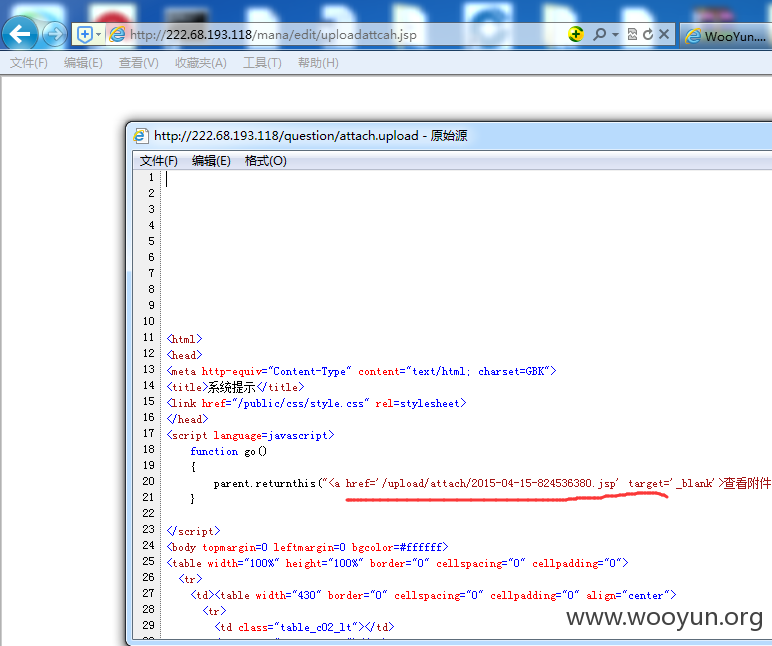 http://222.68.193.118/mana/edit/uploadattcah.jsp
WooYun....
文件(F) 编辑(E) 查看(V) 收藏夹(A) 工具(T) 帮助(H)
http://222.68.193.118/question/attach.upload - 原始源
文件(F) 编辑(E) 格式(O)
1
2
3
4
5
6
7
8
9
10
11 <html>
12 <head>
13 <meta http-equiv="Content-Type" content="text/html; charset=GBK">
14 <title>系统提示</title>
15 <link href="/public/css/style.css" rel=stylesheet>
16 </head>
17 <script language=javascript>
18 function go()
19 {
20 parent.returnthis("<a href='/upload/attach/2015-04-15-824536380.jsp' target='_blank'>查看附件
21 }
22
23 </script>
24 <body topmargin=0 leftmargin=0 bgcolor=#ffffff>
25 <table width="100%" height="100%" border="0" cellspacing="0" cellpadding="0">
26 <tr>
27 <td><table width="430" border="0" cellspacing="0" cellpadding="0" align="center">
28 <tr>
29 <td class="table_c02_lt"></td>
www.wooyun.org